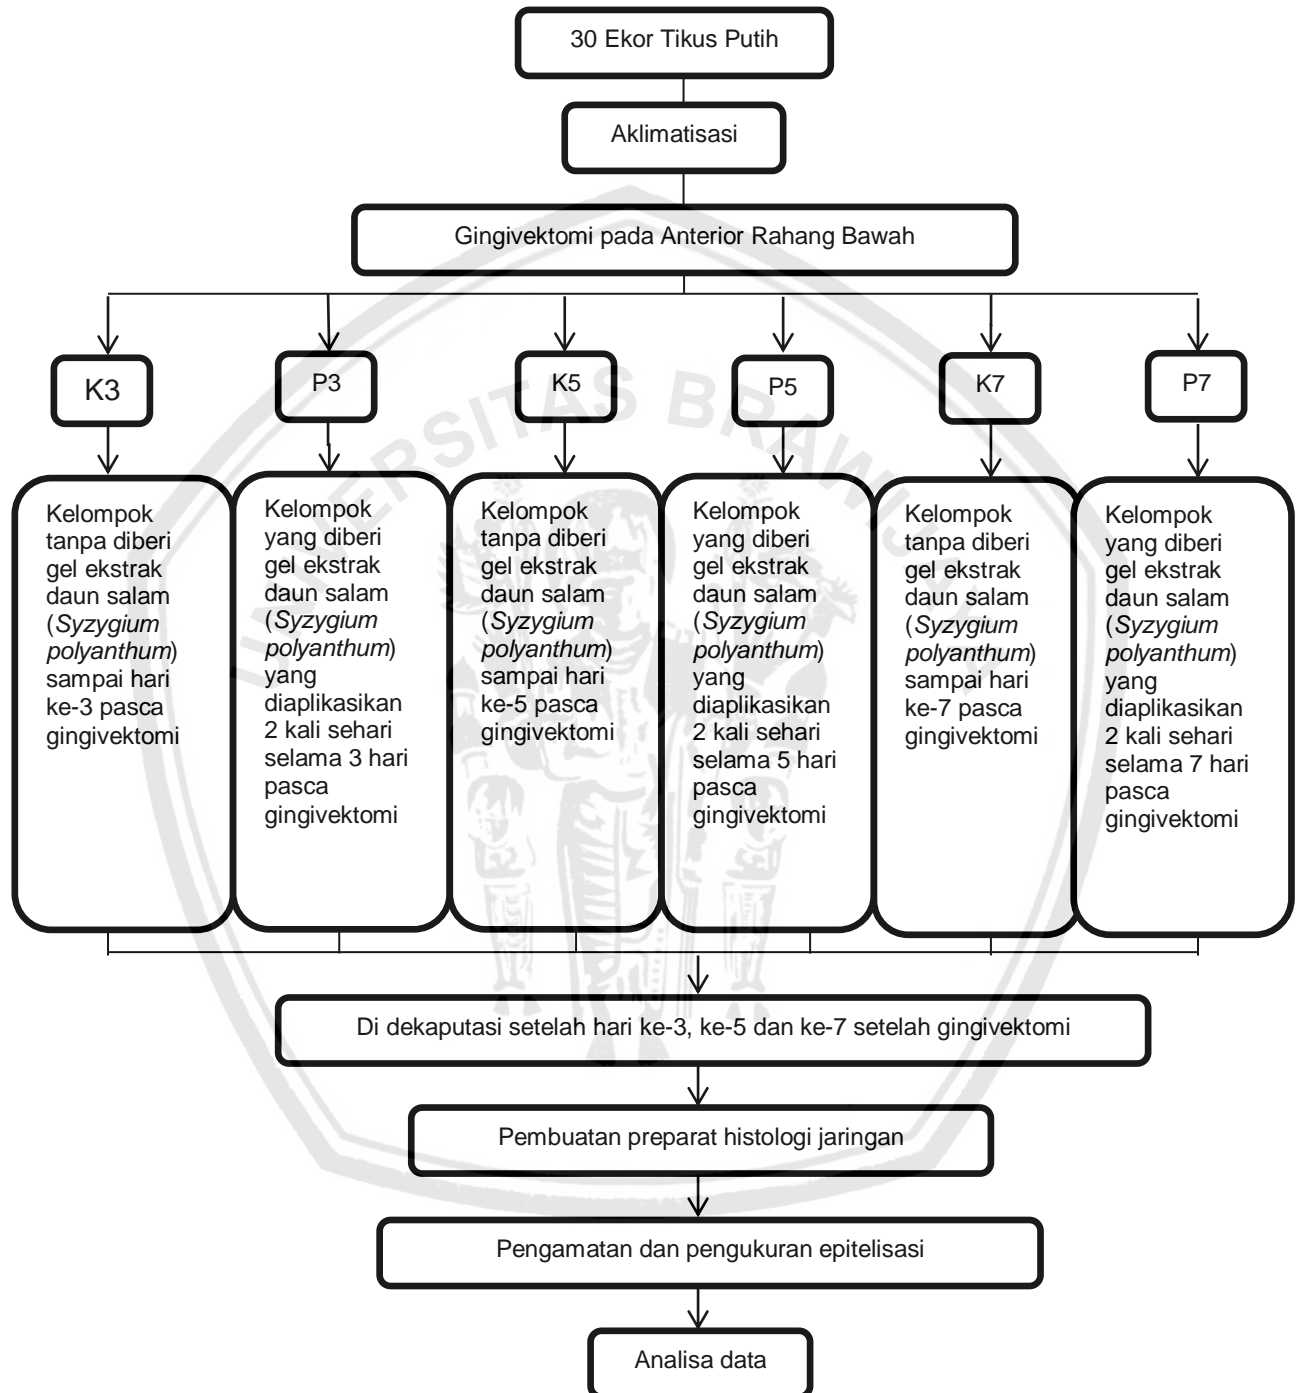 30 Ekor Tikus Putih
Aklimatisasi
Gingivektomi pada Anterior Rahang Bawah
K3
P3
K5
P5
K7
P7
Kelompok
tanpa diberi
gel ekstrak
daun salam
(Syzygium
polyanthum)
sampai hari
ke-3 pasca
gingivektomi
Kelompok
yang diberi
gel ekstrak
daun salam
(Syzygium
polyanthum)
yang
diaplikasikan
2 kali sehari
selama 3 hari
pasca
gingivektomi
Kelompok
tanpa diberi
gel ekstrak
daun salam
(Syzygium
polyanthum)
sampai hari
ke-5 pasca
gingivektomi
Kelompok
yang diberi
gel ekstrak
daun salam
(Syzygium
polyanthum)
yang
diaplikasikan
2 kali sehari
selama 5 hari
pasca
gingivektomi
Kelompok
tanpa diberi
gel ekstrak
daun salam
(Syzygium
polyanthum)
sampai hari
ke-7 pasca
gingivektomi
Kelompok
yang diberi
gel ekstrak
daun salam
(Syzygium
polyanthum)
yang
diaplikasikan
2 kali sehari
selama 7 hari
pasca
gingivektomi
Di dekaputasi setelah hari ke-3, ke-5 dan ke-7 setelah gingivektomi
Pembuatan preparat histologi jaringan
Pengamatan dan pengukuran epitelisasi
Analisa data
UNIVERSITAS BRAWIJAYA